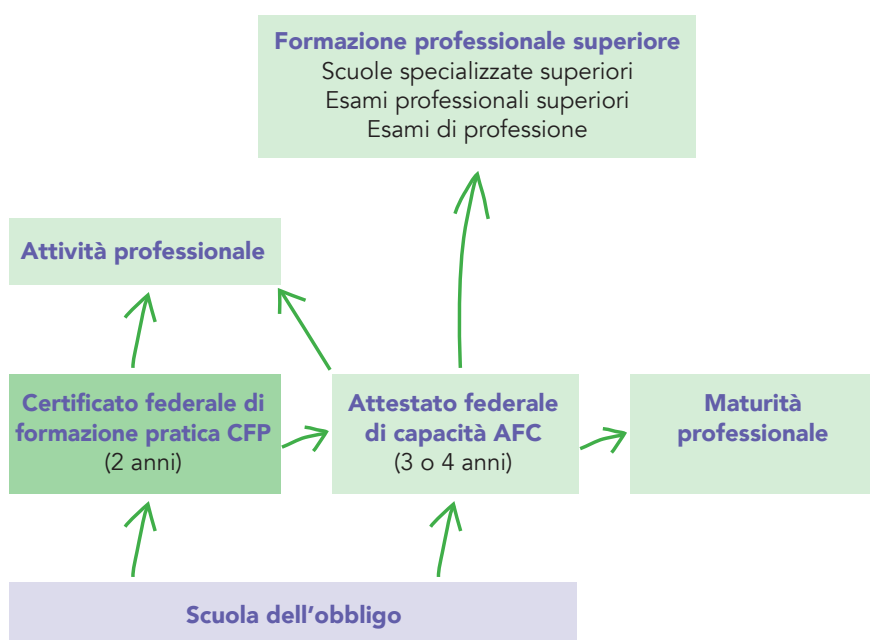 Formazione professionale superiore
Scuole specializzate superiori
Esami professionali superiori
Esami di professione
Attività professionale
Certificato federale di
formazione pratica CFP
(2 anni)
Attestato federale
di capacità AFC
(3 o 4 anni)
Maturità
professionale
Scuola dell'obbligo